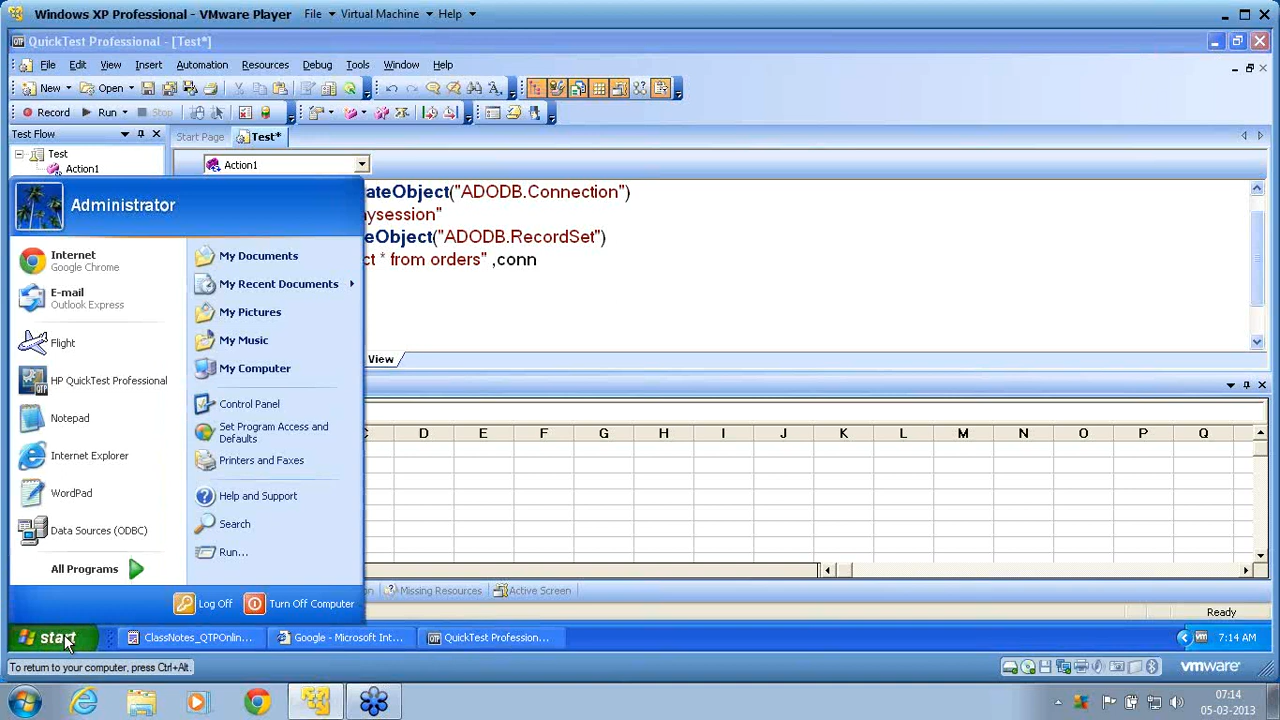 Windows XP Professional - VMware Player File Virtual Machine Help
QuickTest Professional - [Test*]
File Edit View Insert Automation Resources Debug Tools Window Help
New Open
Record Run Stop
Test Flow Start Page Test*
Test
Action1
Action1
ateObject("ADODB.Connection")
aysession"
eObject("ADODB.RecordSet")
ct * from orders" ,conn
View
Administrator
Internet
Google Chrome
E-mail
Outlook Express
Flight
HP QuickTest Professional
Notepad
Internet Explorer
WordPad
Data Sources (ODBC)
All Programs
My Documents
My Recent Documents
My Pictures
My Music
My Computer
Control Panel
Set Program Access and
Defaults
Printers and Faxes
Help and Support
Search
Run...
Log Off Turn Off Computer
C D E F G H I J K L M N O P Q
Missing Resources Active Screen
Ready
start ClassNotes_QTPOnlin... Google - Microsoft Int... QuickTest Profession... 7:14 AM
To return to your computer, press Ctrl+Alt.
vmware
07:14
05-03-2013